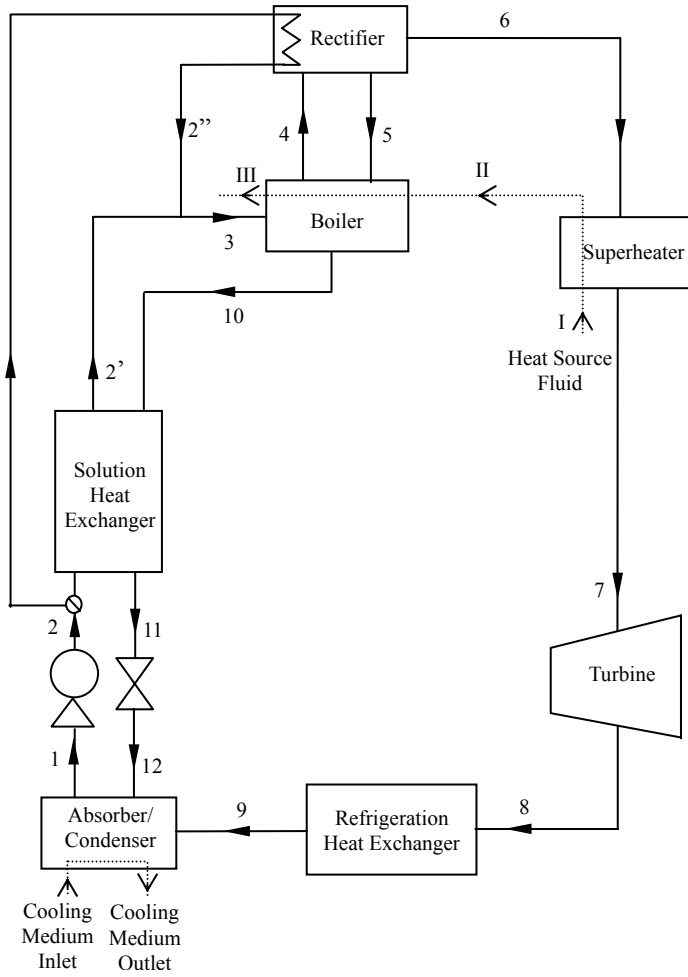 6
Rectifier
2’’
4
5
III
II
Boiler
3
Superheater
10
I
Heat Source
Fluid
2’
Solution
Heat
Exchanger
7
2
11
Turbine
1
12
9
8
Absorber/
Condenser
Refrigeration
Heat Exchanger
Cooling
Medium
Inlet
Cooling
Medium
Outlet